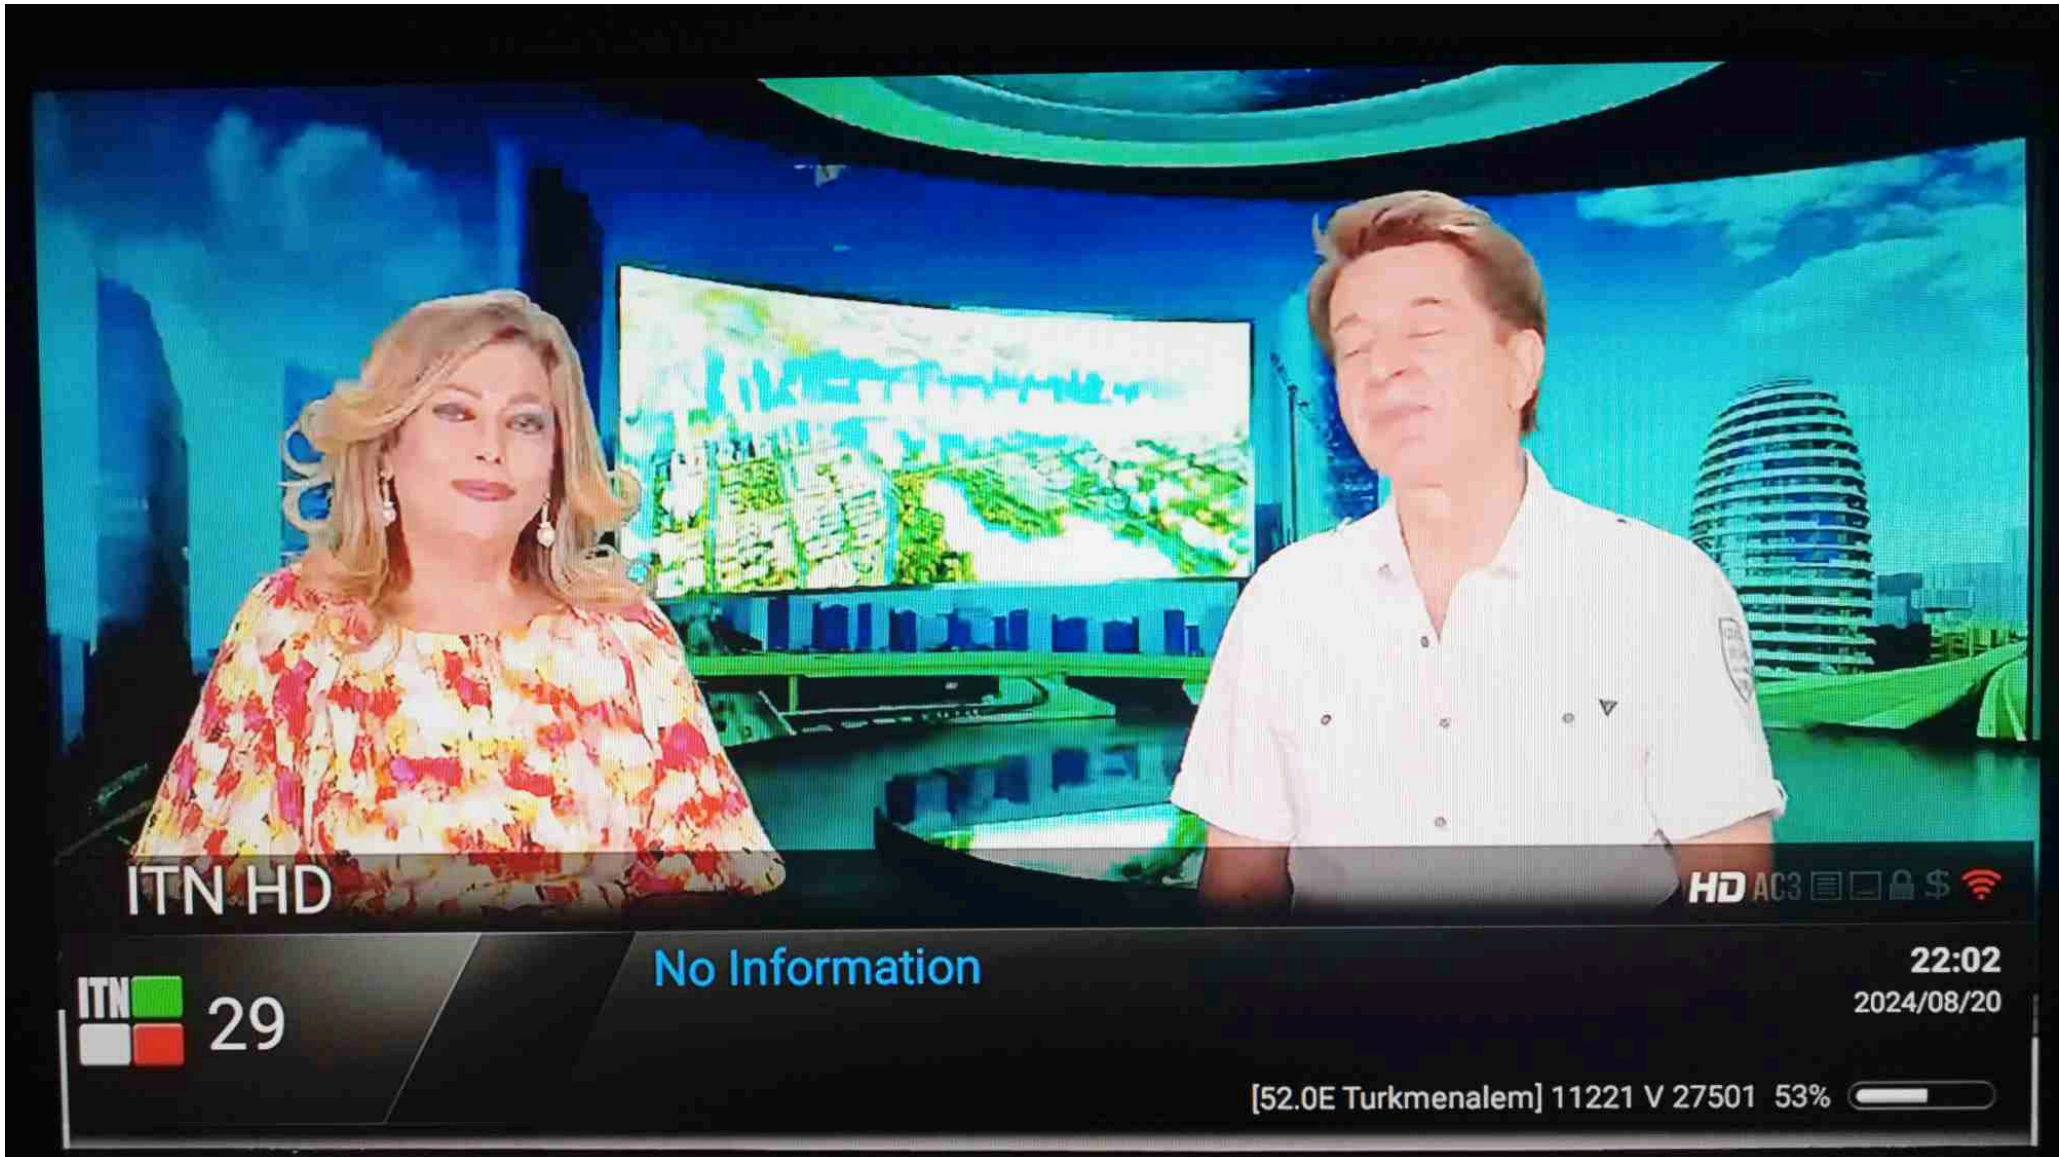 ITN HD
HD AC3 $
ITN
29
No Information
22:02
2024/08/20
[52.0E Turkmenalem] 11221 V 27501 53%